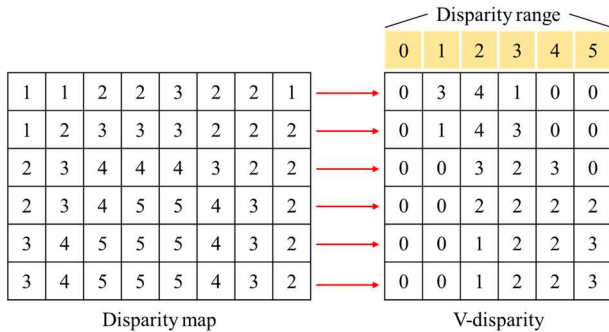 Disparity range
0 1 2 3 4 5
1 1 2 2 3 2 2 1 0 3 4 1 0 0
1 2 3 3 3 2 2 2 0 1 4 3 0 0
2 3 4 4 4 3 2 2 0 0 3 2 3 0
2 3 4 5 5 4 3 2 0 0 2 2 2 2
3 4 5 5 5 4 3 2 0 0 1 2 2 3
3 4 5 5 5 4 3 2 0 0 1 2 2 3
Disparity map V-disparity